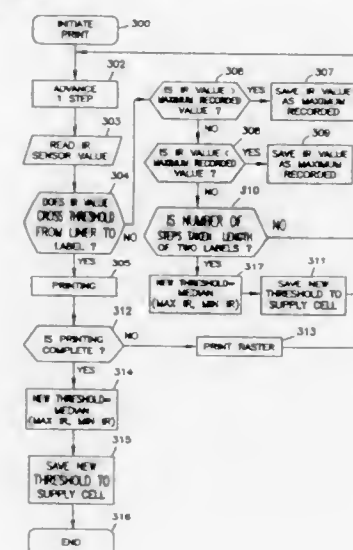 INITIATE
PRINT
300
302
ADVANCE
1 STEP
303
READ IR
SENSOR VALUE
304
DOES IR VALUE
CROSS THRESHOLD
FROM LINER TO
LABEL ?
NO
YES
305
PRINTING
312
IS PRINTING
COMPLETE ?
NO
YES
314
NEW THRESHOLD=
MEDIAN
(MAX IR, MIN IR)
315
SAVE NEW
THRESHOLD TO
SUPPLY CELL
316
END
306
IS IR VALUE >
MAXIMUM RECORDED
VALUE ?
YES
NO
307
SAVE IR VALUE
AS MAXIMUM
RECORDED
308
IS IR VALUE <
MAXIMUM RECORDED
VALUE ?
YES
NO
309
SAVE IR VALUE
AS MAXIMUM
RECORDED
310
IS NUMBER OF
STEPS TAKEN LENGTH
OF TWO LABELS ?
NO
YES
317
NEW THRESHOLD=
MEDIAN
(MAX IR, MIN IR)
311
SAVE NEW
THRESHOLD TO
SUPPLY CELL
313
PRINT RASTER